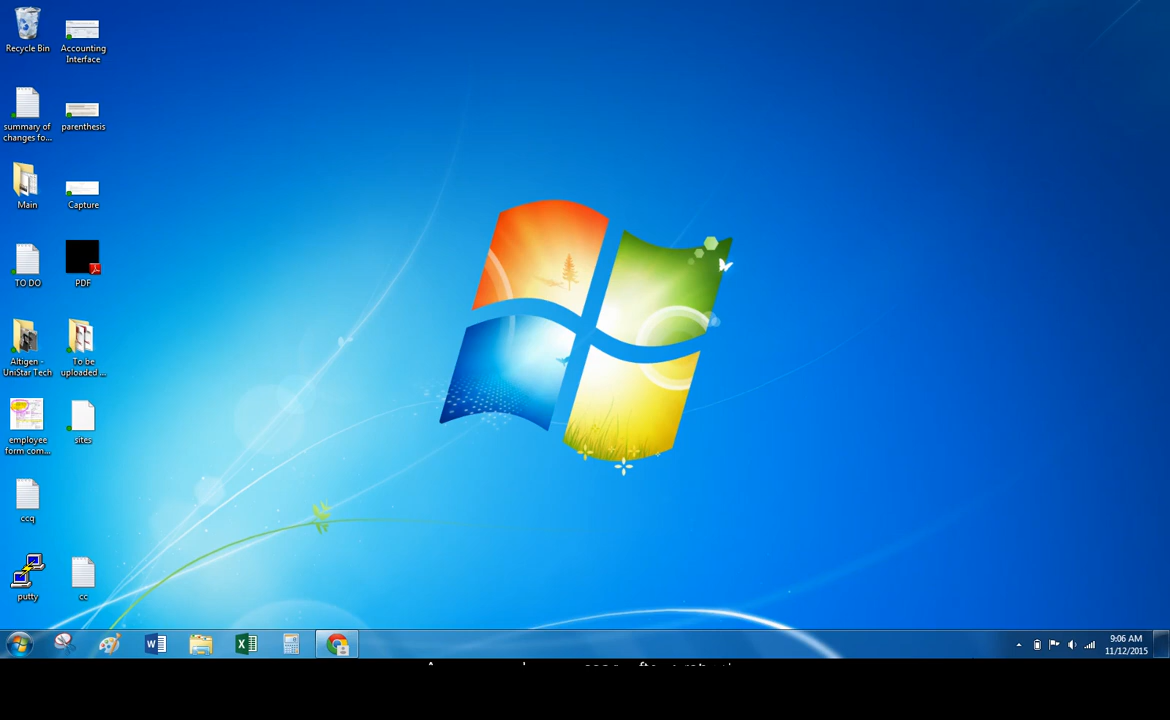 Recycle Bin
Accounting
Interface
summary of
changes fo...
parenthesis
Main
Capture
TO DO
PDF
Altigen -
UniStar Tech
To be
uploaded ...
employee
form com...
sites
ccq
putty
cc
9:06 AM
11/12/2015